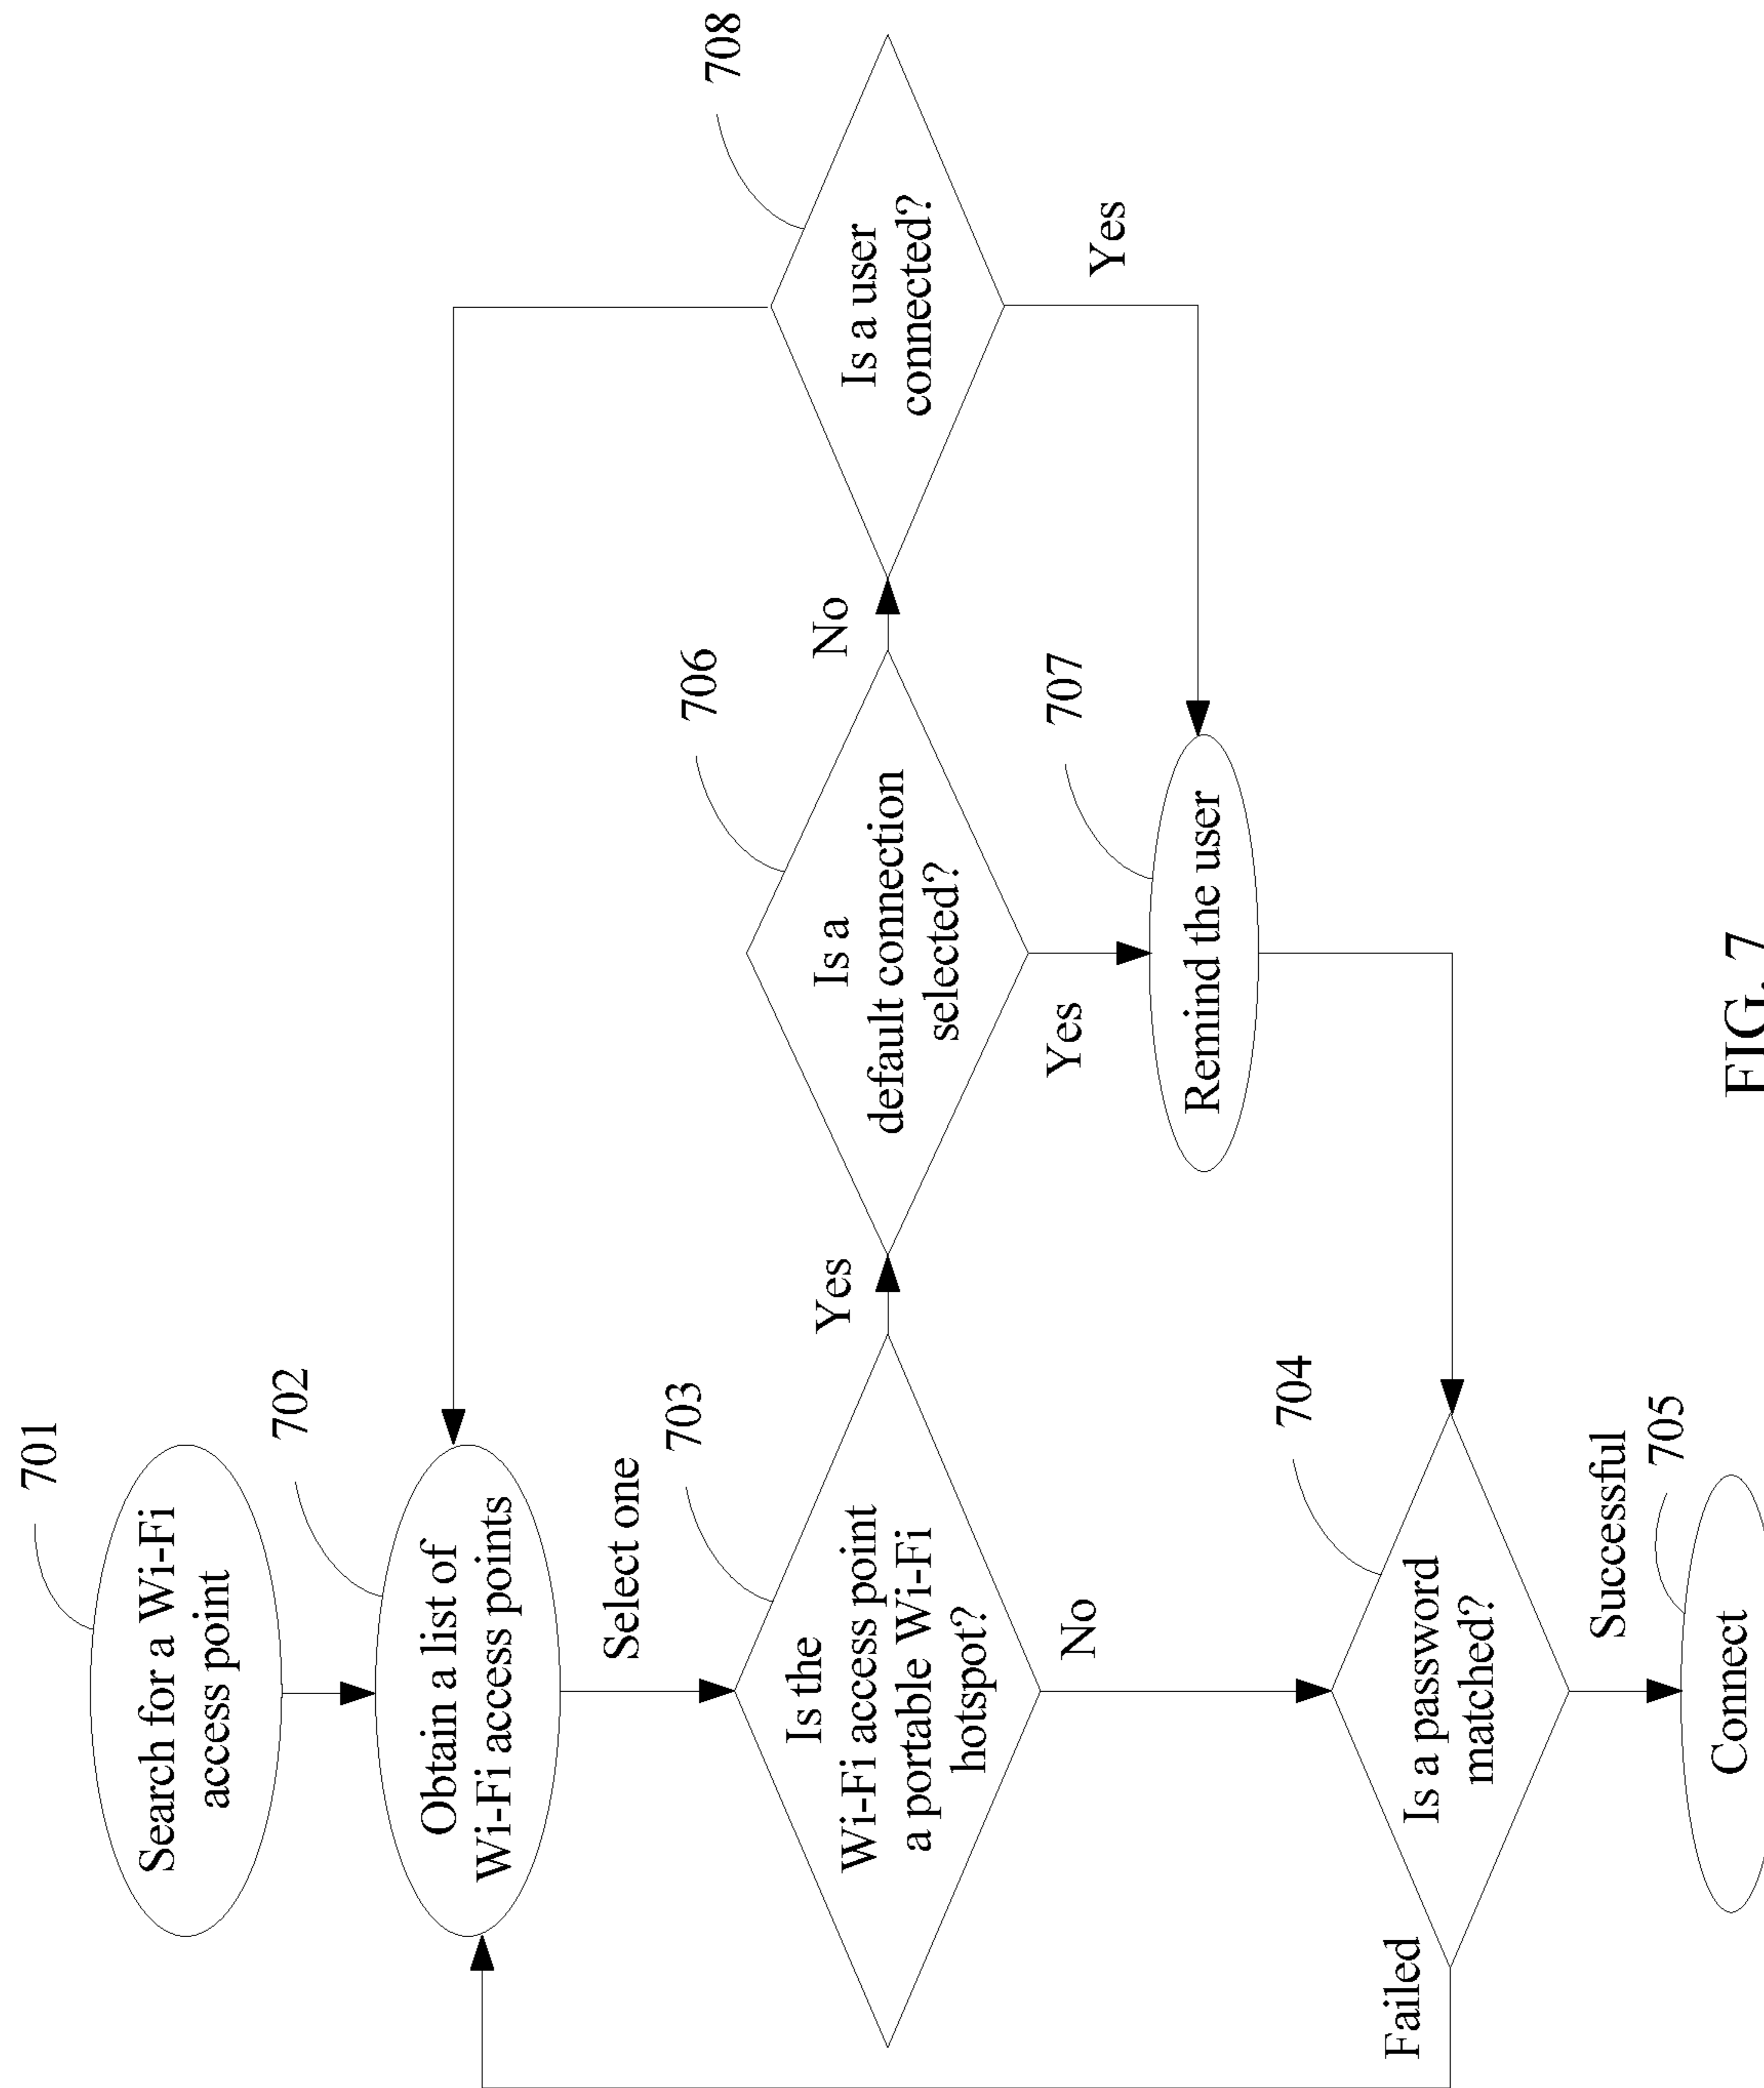 701
Search for a Wi-Fi
access point
702
Obtain a list of
Wi-Fi access points
Select one
703
Is the
Wi-Fi access point
a portable Wi-Fi
hotspot?
Yes
No
706
Is a
default connection
selected?
No
Yes
708
Is a user
connected?
Yes
707
Remind the user
704
Is a password
matched?
Failed
Successful
705
Connect
FIG. 7